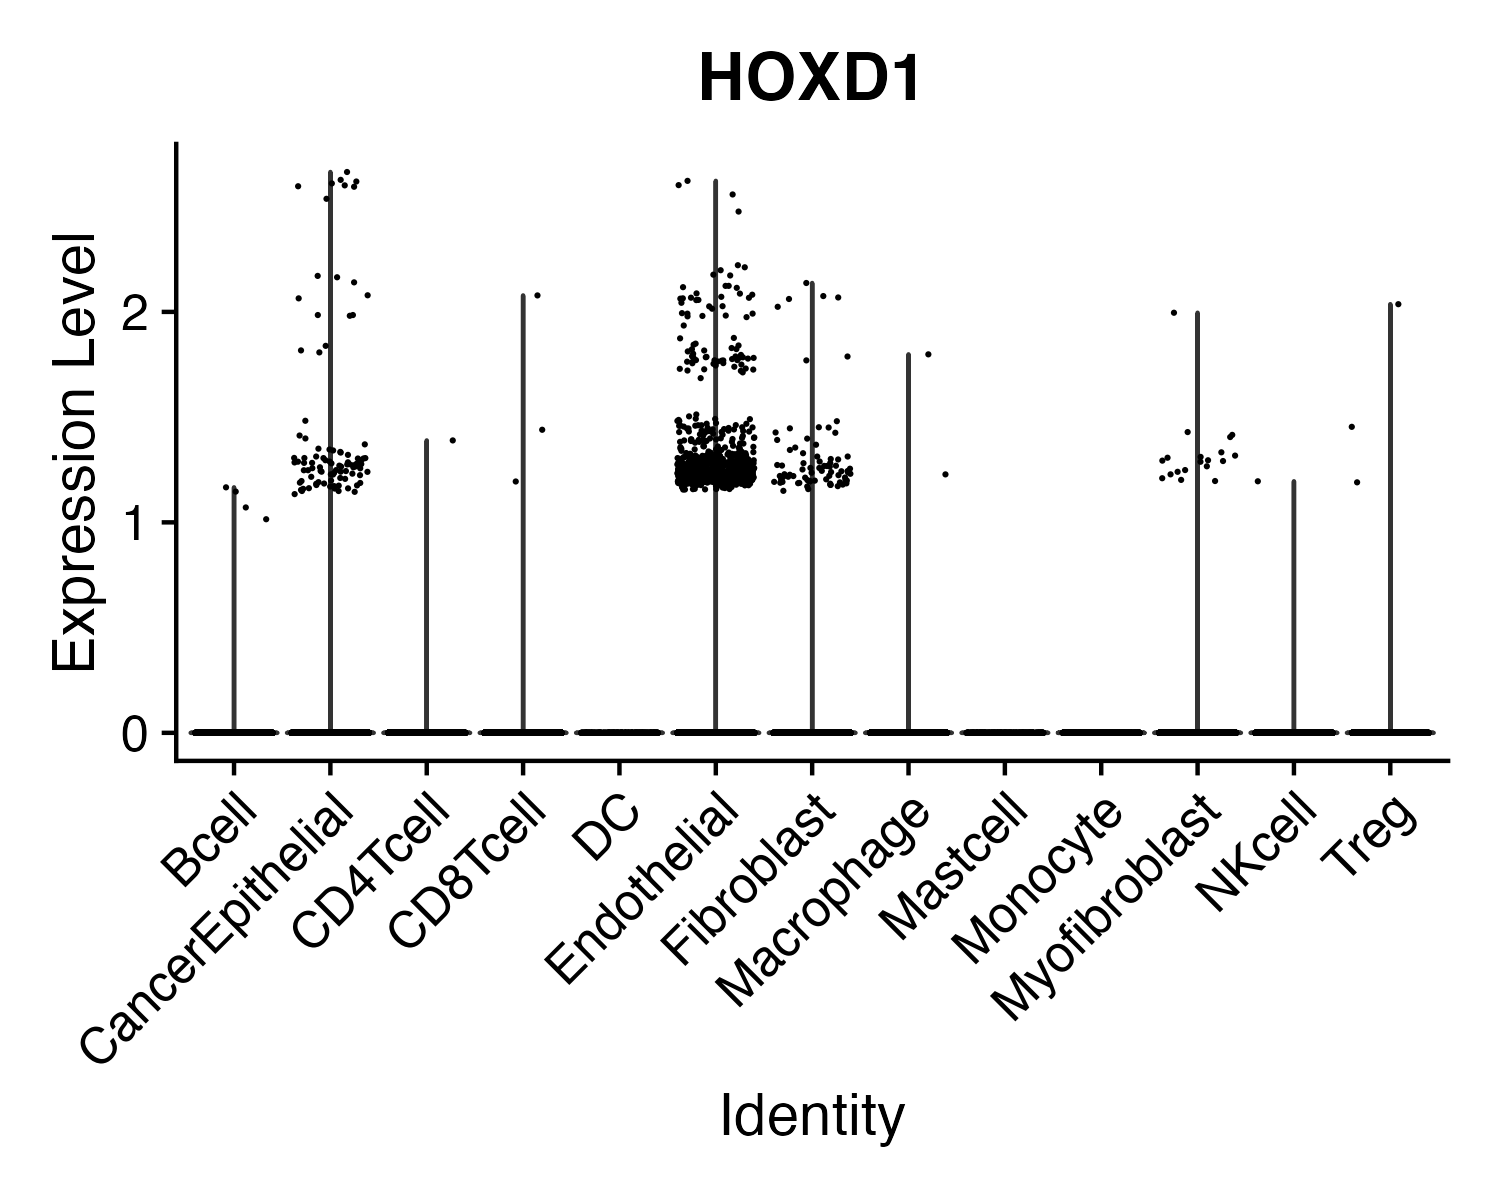 HOXD1
Expression Level
2
1
0
Bcell
CancerEpithelial
CD4Tcell
CD8Tcell
DC
Endothelial
Fibroblast
Macrophage
Mastcell
Monocyte
Myofibroblast
NKcell
Treg
Identity